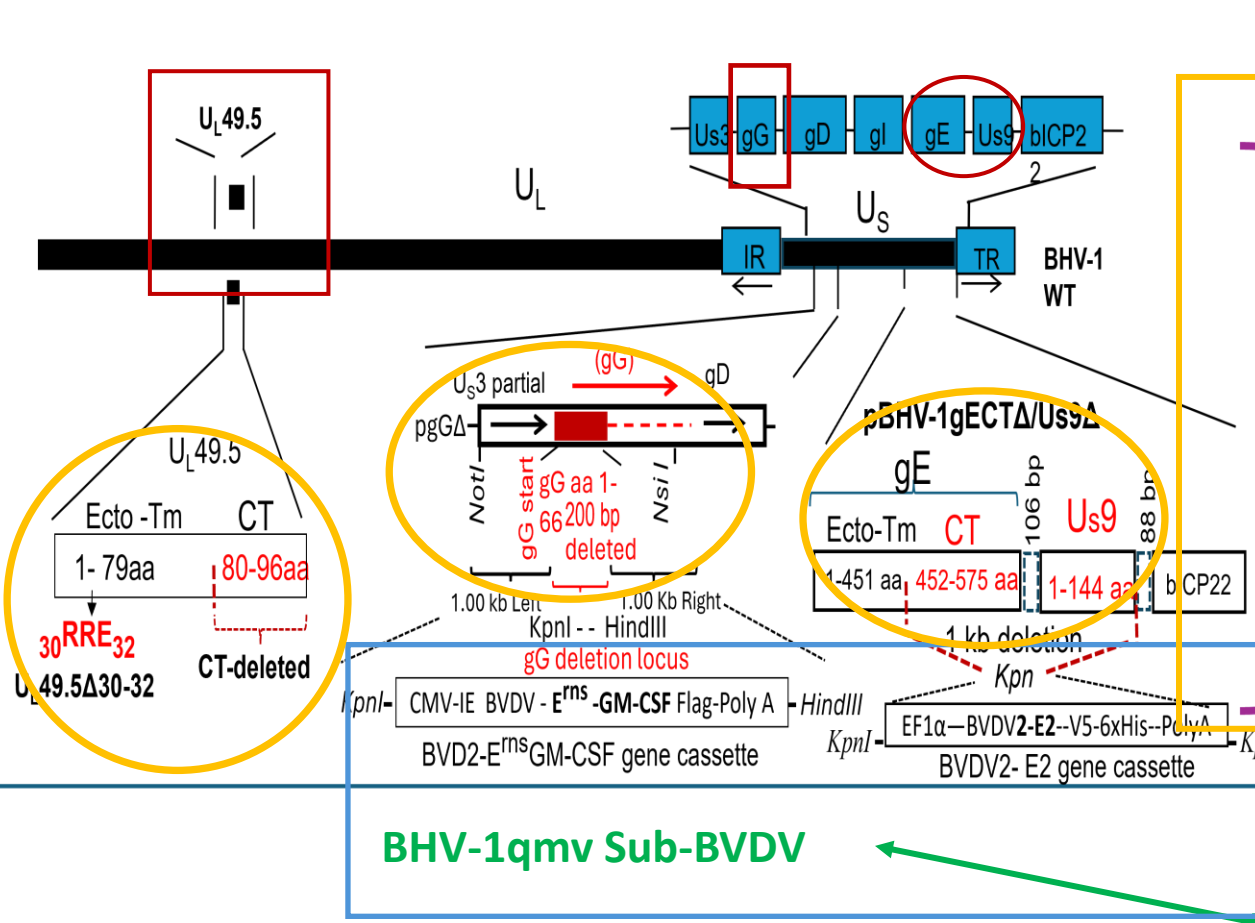 UL49.5
UL
Us3 gG gD gI gE Us9 bICP2
2
US
IR TR
BHV-1
WT
UL49.5
Ecto -Tm CT
1- 79aa 80-96aa
30RRE32
UL49.5Δ30-32
CT-deleted
(gG)
US3 partial gD
pgGΔ
NotI
gG start
gG aa 1-
66 200 bp
deleted
Nsi I
1.00 kb Left 1.00 Kb Right
KpnI - - HindIII
gG deletion locus
KpnI- CMV-IE BVDV - Erns -GM-CSF Flag-Poly A -HindIII
BVD2-ErnsGM-CSF gene cassette
pBHV-1gECTΔ/Us9Δ
gE
106 bp
Us9
88 bp
Ecto-Tm CT
1-451 aa 452-575 aa 1-144 aa bICP22
1 kb deletion
Kpn
KpnI- EF1α—BVDV2-E2--V5-6xHis--PolyA
BVDV2- E2 gene cassette
BHV-1qmv Sub-BVDV